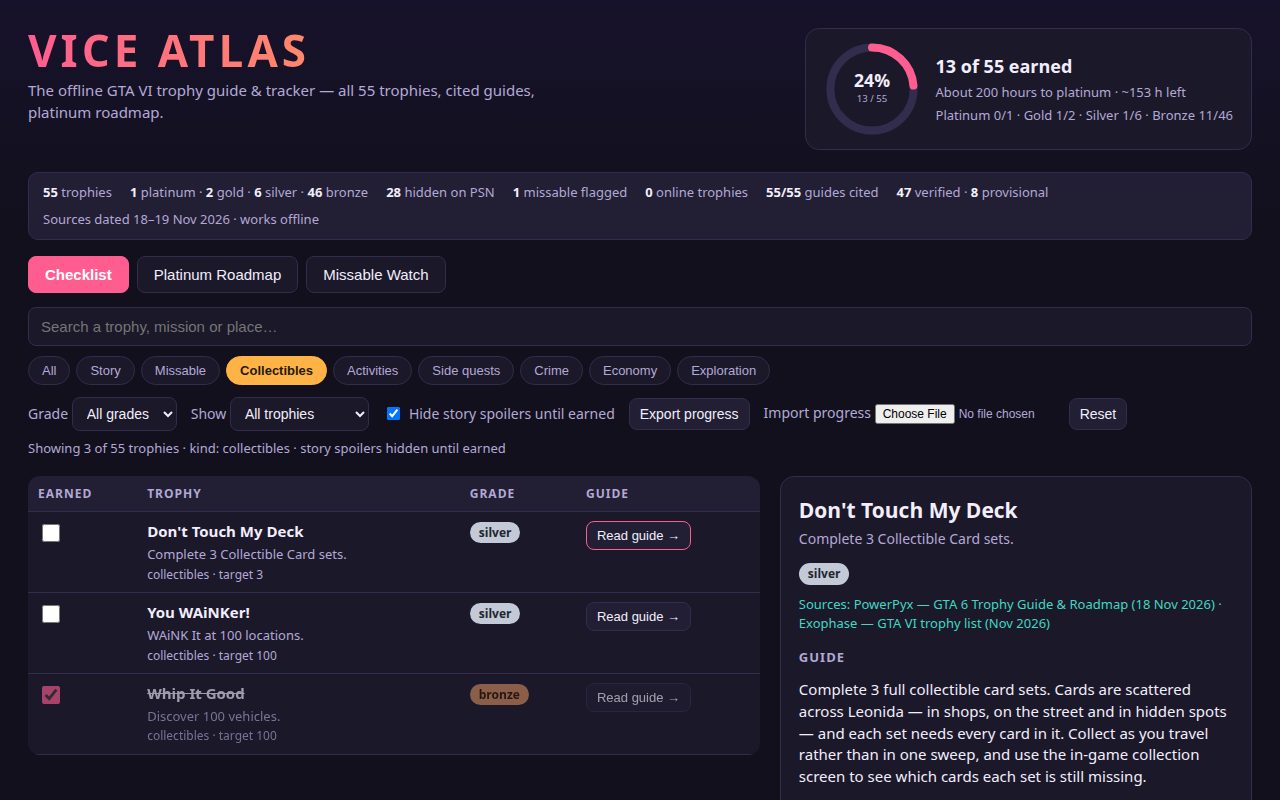 VICE ATLAS
The offline GTA VI trophy guide & tracker — all 55 trophies, cited guides,
platinum roadmap.
24%
13 / 55
13 of 55 earned
About 200 hours to platinum · ~153 h left
Platinum 0/1 · Gold 1/2 · Silver 1/6 · Bronze 11/46
55 trophies 1 platinum · 2 gold · 6 silver · 46 bronze 28 hidden on PSN 1 missable flagged 0 online trophies 55/55 guides cited 47 verified · 8 provisional
Sources dated 18–19 Nov 2026 · works offline
Checklist Platinum Roadmap Missable Watch
Search a trophy, mission or place…
All Story Missable Collectibles Activities Side quests Crime Economy Exploration
Grade All grades Show All trophies Hide story spoilers until earned Export progress Import progress Choose File No file chosen Reset
Showing 3 of 55 trophies · kind: collectibles · story spoilers hidden until earned
EARNED TROPHY GRADE GUIDE
Don't Touch My Deck silver Read guide →
Complete 3 Collectible Card sets.
collectibles · target 3
You WAiNKer! silver Read guide →
WAiNK It at 100 locations.
collectibles · target 100
Whip It Good bronze Read guide →
Discover 100 vehicles.
collectibles · target 100
Don't Touch My Deck
Complete 3 Collectible Card sets.
silver
Sources: PowerPyx — GTA 6 Trophy Guide & Roadmap (18 Nov 2026) ·
Exophase — GTA VI trophy list (Nov 2026)
GUIDE
Complete 3 full collectible card sets. Cards are scattered
across Leonida — in shops, on the street and in hidden spots
— and each set needs every card in it. Collect as you travel
rather than in one sweep, and use the in-game collection
screen to see which cards each set is still missing.